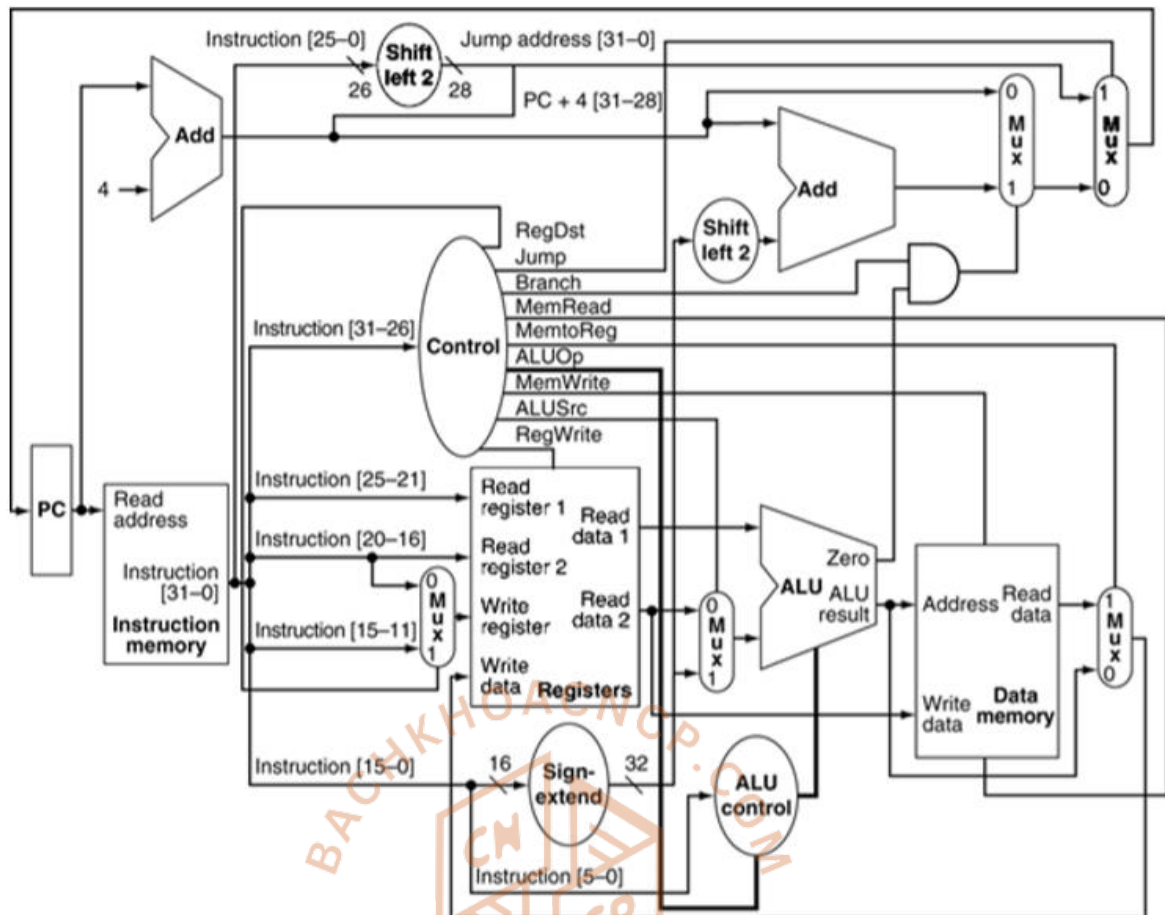 Instruction [25–0]
Shift
left 2
Jump address [31–0]
26
28
PC + 4 [31–28]
Add
4
0
M
u
x
1
1
M
u
x
0
Add
Shift
left 2
RegDst
Jump
Branch
MemRead
MemtoReg
ALUOp
MemWrite
ALUSrc
RegWrite
Instruction [31–26]
Control
PC
Read
address
Instruction
[31–0]
Instruction
memory
Instruction [25–21]
Instruction [20–16]
Instruction [15–11]
0
M
u
x
1
Read
register 1
Read
register 2
Write
register
Write
data
Read
data 1
Read
data 2
Registers
0
M
u
x
1
Zero
ALU
ALU
result
Address
Read
data
Write
data
Data
memory
1
M
u
x
0
Instruction [15–0]
16
Sign-
extend
32
ALU
control
Instruction [5–0]
BACHKHOACNCP.COM
CN
CP